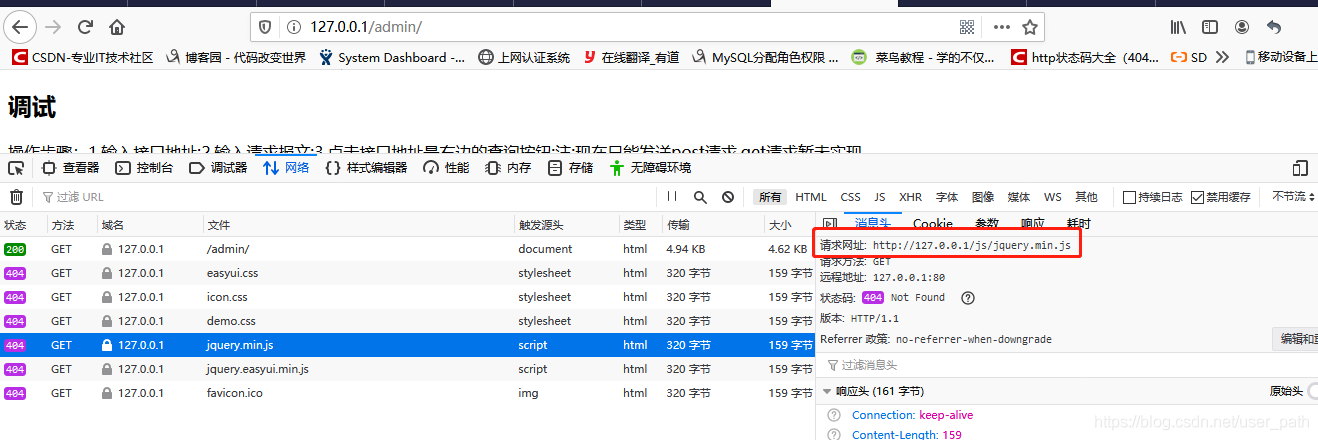 127.0.0.1/admin/
CSDN-专业IT技术社区 博客园 - 代码改变世界 System Dashboard -... 上网认证系统 在线翻译_有道 MySQL分配角色权限 ... 菜鸟教程 - 学的不仅... http状态码大全（404... SD 移动设备上
调试
操作步骤：1.输入接口地址;2.输入请求报文;3.点击接口地址最右边的查询按钮;注:现在只能发送post请求,get请求暂未实现
查看器 控制台 调试器 网络 样式编辑器 性能 内存 存储 无障碍环境
过滤 URL 所有 HTML CSS JS XHR 字体 图像 媒体 WS 其他 持续日志 禁用缓存 不节流
状态 方法 域名 文件 触发源头 类型 传输 大小 消息头 Cookie 参数 响应 耗时
200 GET 127.0.0.1 /admin/ document html 4.94 KB 4.62 KB
404 GET 127.0.0.1 easyui.css stylesheet html 320 字节 159 字节
404 GET 127.0.0.1 icon.css stylesheet html 320 字节 159 字节
404 GET 127.0.0.1 demo.css stylesheet html 320 字节 159 字节
404 GET 127.0.0.1 jquery.min.js script html 320 字节 159 字节
404 GET 127.0.0.1 jquery.easyui.min.js script html 320 字节 159 字节
404 GET 127.0.0.1 favicon.ico img html 320 字节 159 字节
请求网址: http://127.0.0.1/js/jquery.min.js
请求方法: GET
远程地址: 127.0.0.1:80
状态码: 404 Not Found
版本: HTTP/1.1
Referrer 政策: no-referrer-when-downgrade 编辑和
过滤消息头
响应头 (161 字节) 原始头
Connection: keep-alive
Content-Length: 159
https://blog.csdn.net/user_path